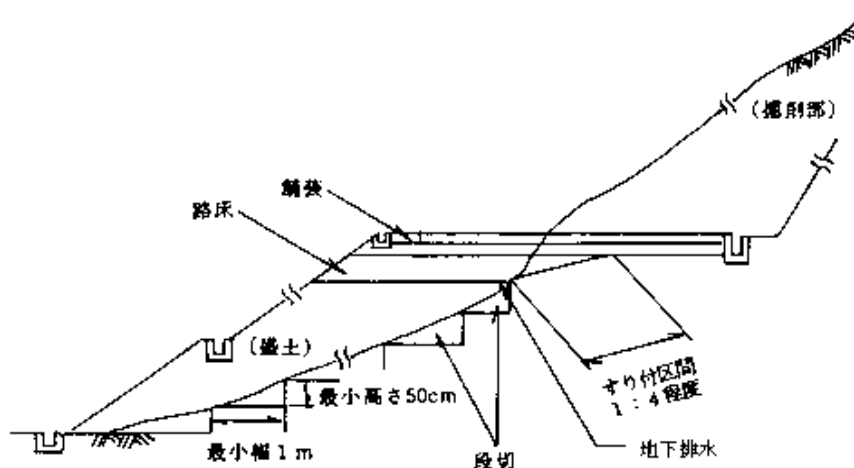 (掘削部)
舗装
路床
(盛土)
すり付区間
1:4程度
最小高さ50cm
最小幅1m
段切
地下排水